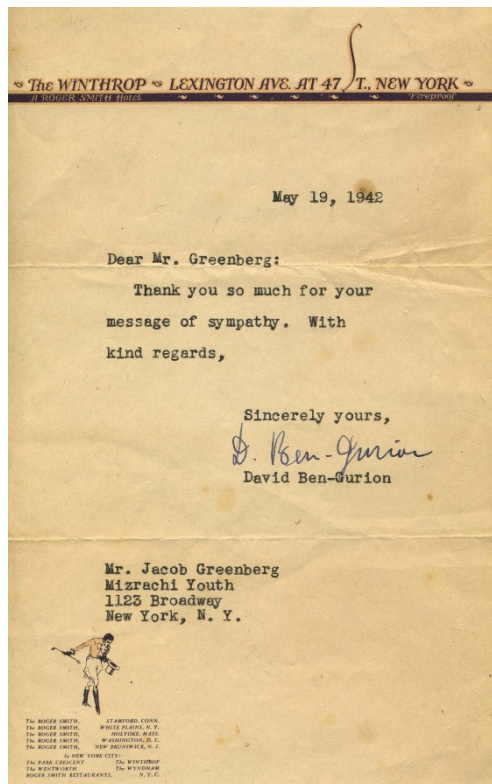 The WINTHROP LEXINGTON AVE. AT 47 ST., NEW YORK
A ROGER SMITH Hotel "Fireproof"
May 19, 1942
Dear Mr. Greenberg:
Thank you so much for your
message of sympathy. With
kind regards,
Sincerely yours,
D. Ben-Gurion
David Ben-Gurion
Mr. Jacob Greenberg
Mizrachi Youth
1123 Broadway
New York, N. Y.
The ROGER SMITH, STAMFORD, CONN.
The ROGER SMITH, WHITE PLAINS, N. Y.
The ROGER SMITH, HOLYOKE, MASS.
The ROGER SMITH, WASHINGTON, D. C.
The ROGER SMITH, NEW BRUNSWICK, N. J.
In NEW YORK CITY:
The PARK CRESCENT The WINTHROP
The WENTWORTH The WYNDHAM
ROGER SMITH RESTAURANTS, N. Y. C.